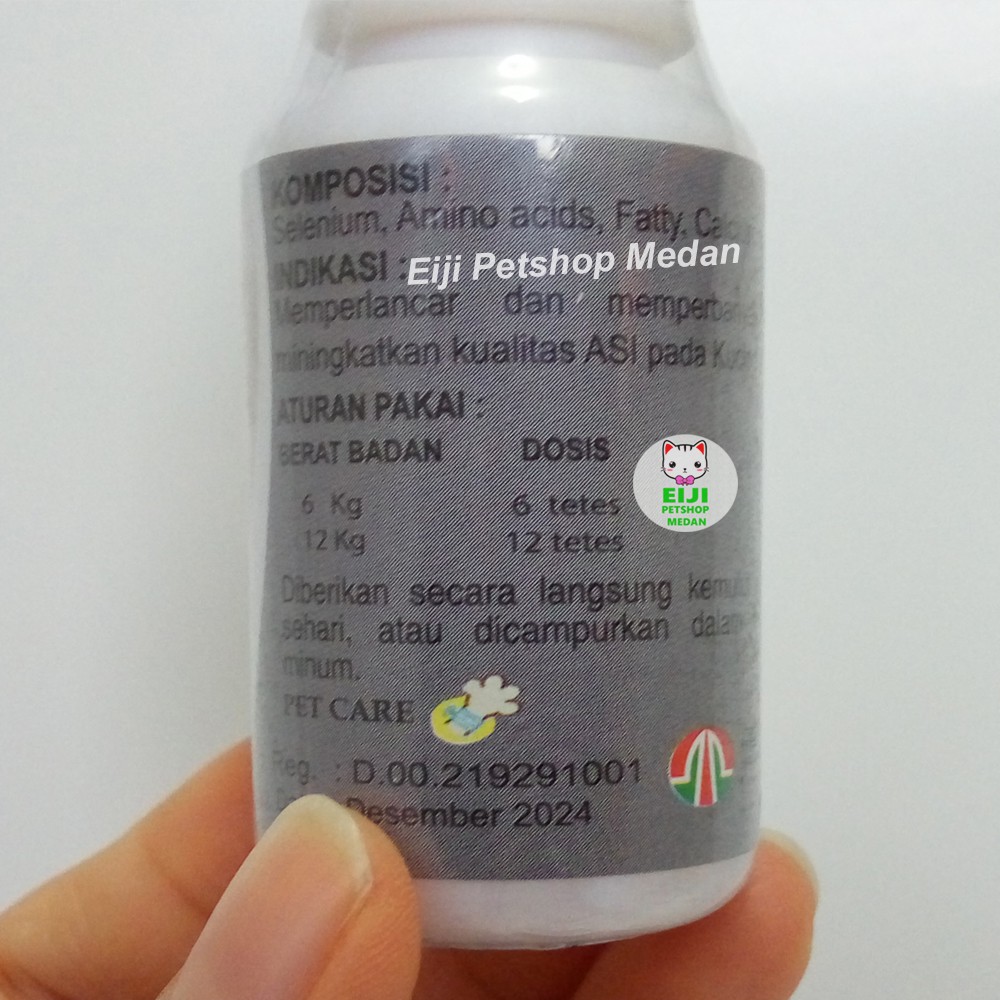 KOMPOSISI :
Selenium, Amino acids, Fatty,
INDIKASI :
Eiji Petshop Medan
Memperlancar dan
miningkatkan kualitas ASI pada
ATURAN PAKAI :
BERAT BADAN DOSIS
6 Kg 6 tetes
12 Kg 12 tetes
EIJI
PETSHOP
MEDAN
Diberikan secara langsung
sehari, atau dicampurkan
minum.
PET CARE
Reg. : D.00.219291001
Desember 2024